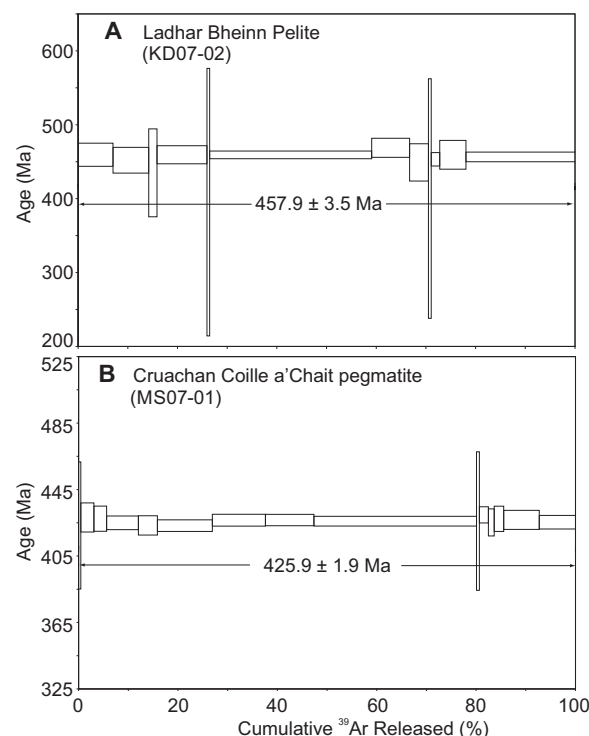 A Ladhar Bheinn Pelite
(KD07-02)
600
500
400
300
200
Age (Ma)
457.9 ± 3.5 Ma
B Cruachan Coille a'Chait pegmatite
(MS07-01)
525
485
445
405
365
325
Age (Ma)
425.9 ± 1.9 Ma
0 20 40 60 80 100
Cumulative ³⁹Ar Released (%)